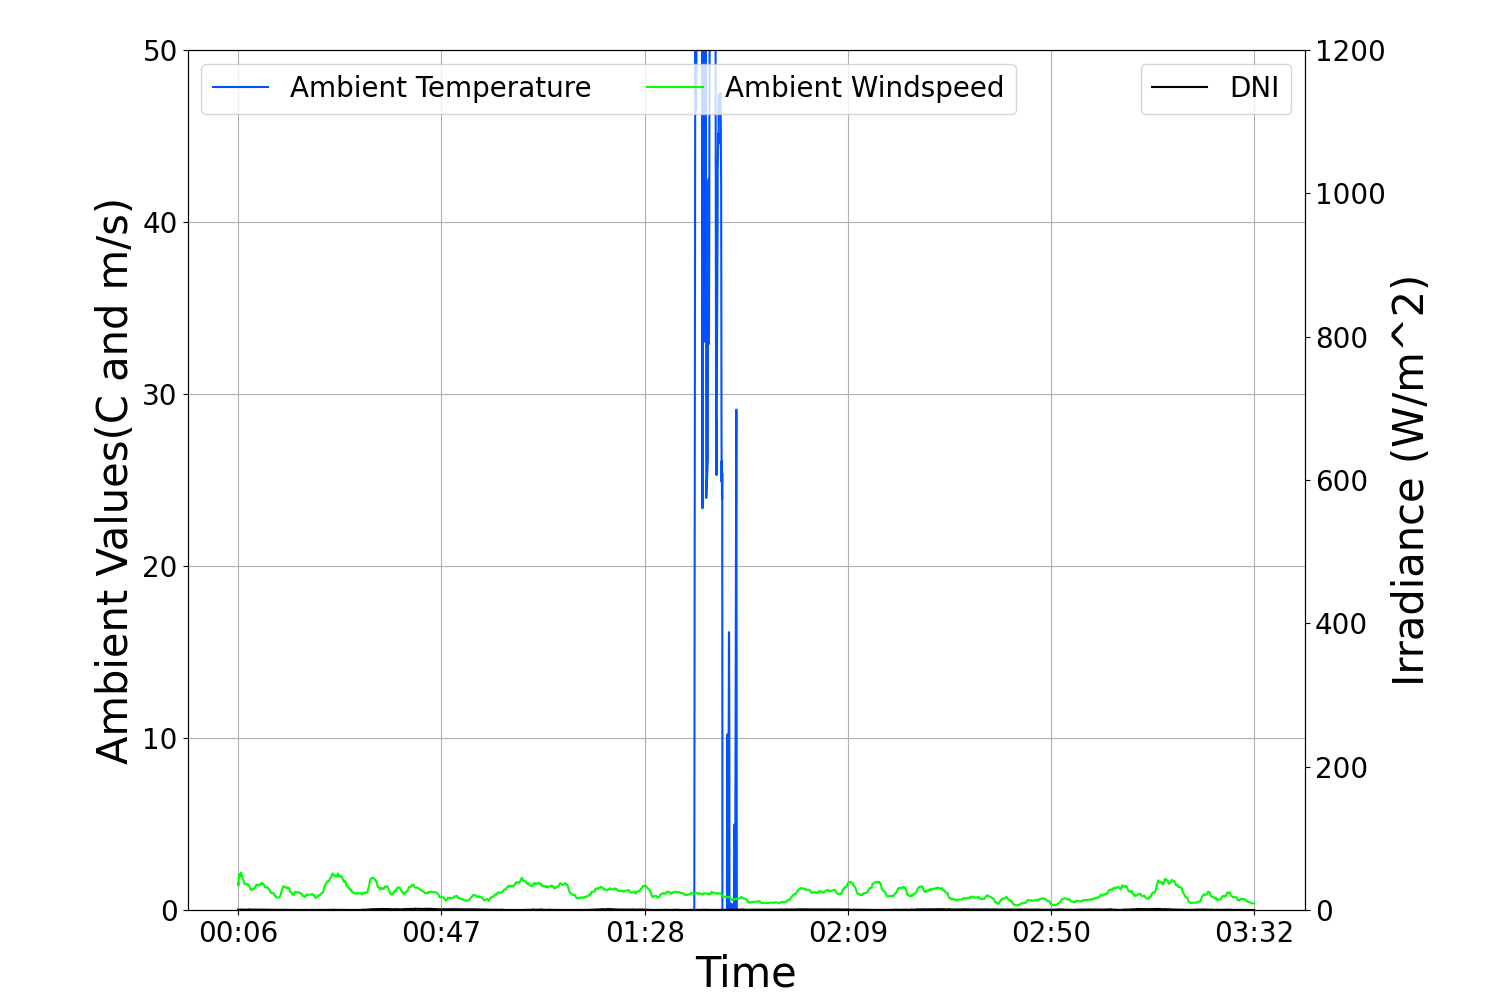 Ambient Temperature
Ambient Windspeed
DNI
Ambient Values(C and m/s)
50
40
30
20
10
0
1200
1000
800
600
400
200
0
Irradiance (W/m^2)
00:06 00:47 01:28 02:09 02:50 03:32
Time